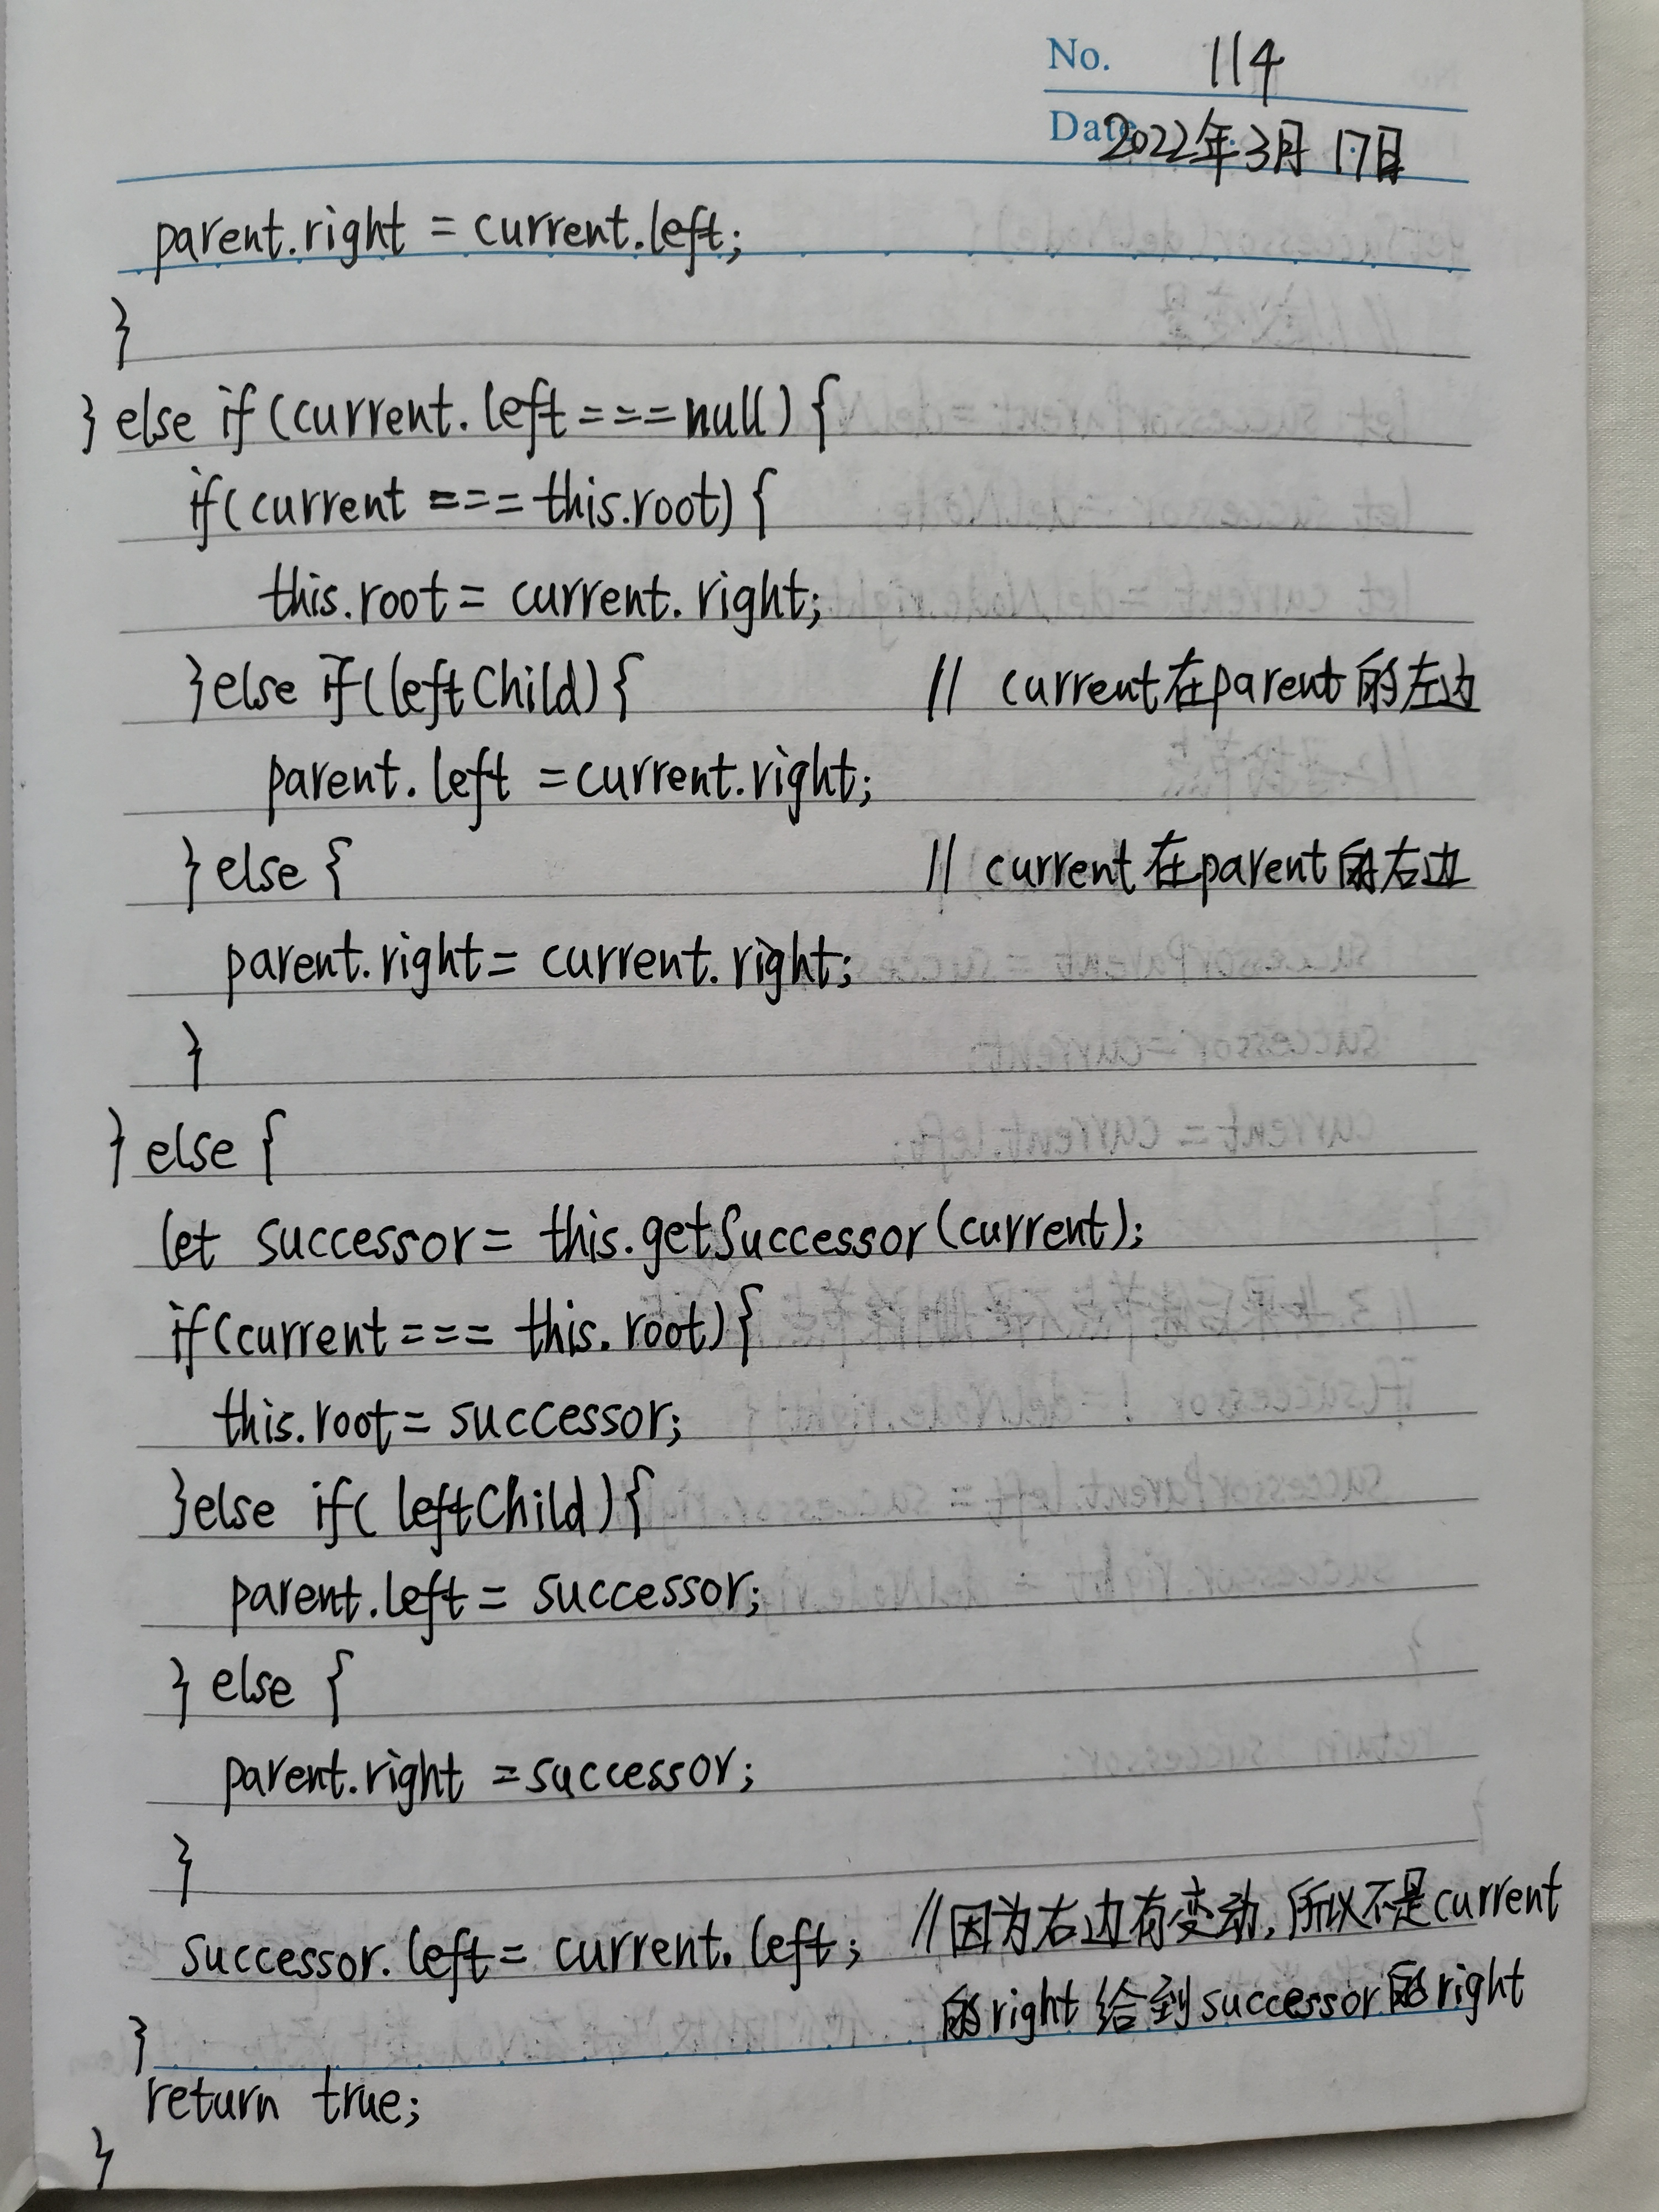 No. 114
Date 2022年3月17日
parent.right = current.left;
}
} else if(current.left===null) {
if(current === this.root) {
this.root = current.right;
}else if(leftChild) { // current在parent的左边
parent.left =current.right;
} else { // current在parent的右边
parent.right= current.right;
}
} else {
let successor= this.getSuccessor(current);
if(current=== this.root) {
this.root= successor;
}else if( leftChild) {
parent.left= successor;
} else {
parent.right =successor;
}
successor.left= current.left; //因为右边有变动,所以不是current
的right给到successor的right
}
return true;
}